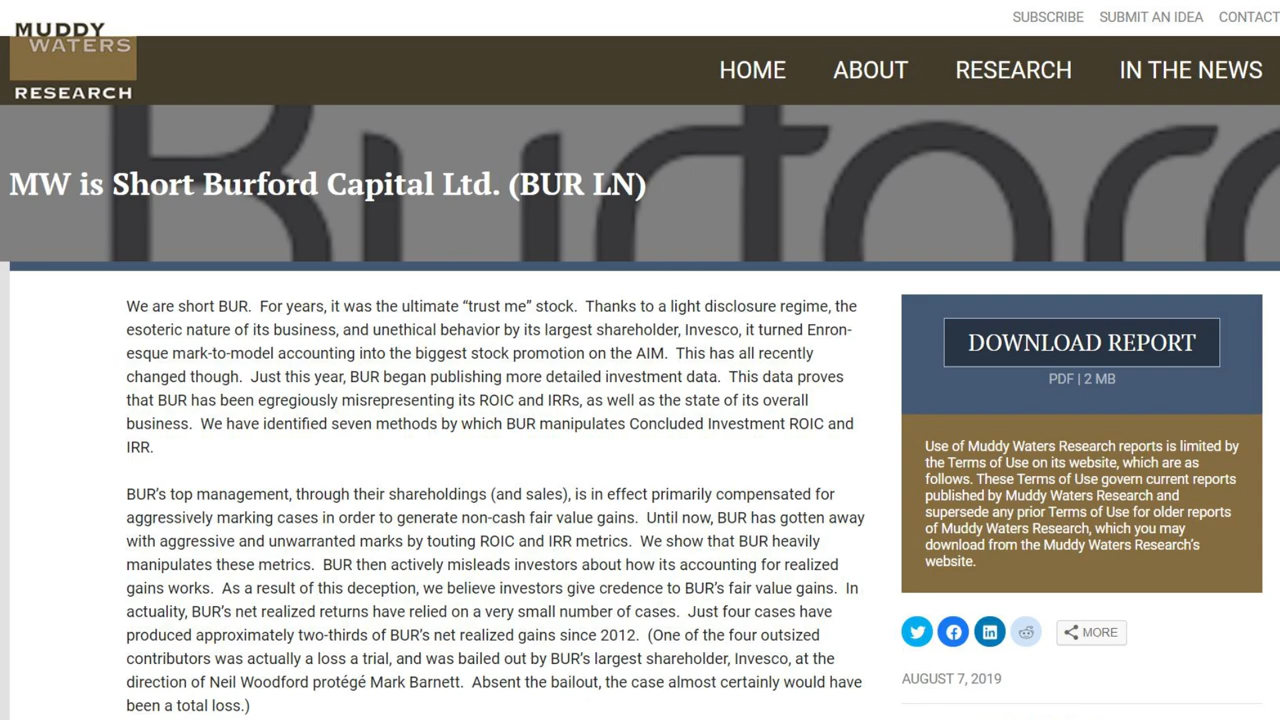 SUBSCRIBE SUBMIT AN IDEA CONTACT
MUDDY
WATERS
RESEARCH
HOME ABOUT RESEARCH IN THE NEWS
Burfor
MW is Short Burford Capital Ltd. (BUR LN)
We are short BUR. For years, it was the ultimate “trust me” stock. Thanks to a light disclosure regime, the
esoteric nature of its business, and unethical behavior by its largest shareholder, Invesco, it turned Enron-
esque mark-to-model accounting into the biggest stock promotion on the AIM. This has all recently
changed though. Just this year, BUR began publishing more detailed investment data. This data proves
that BUR has been egregiously misrepresenting its ROIC and IRRs, as well as the state of its overall
business. We have identified seven methods by which BUR manipulates Concluded Investment ROIC and
IRR.
BUR’s top management, through their shareholdings (and sales), is in effect primarily compensated for
aggressively marking cases in order to generate non-cash fair value gains. Until now, BUR has gotten away
with aggressive and unwarranted marks by touting ROIC and IRR metrics. We show that BUR heavily
manipulates these metrics. BUR then actively misleads investors about how its accounting for realized
gains works. As a result of this deception, we believe investors give credence to BUR’s fair value gains. In
actuality, BUR’s net realized returns have relied on a very small number of cases. Just four cases have
produced approximately two-thirds of BUR’s net realized gains since 2012. (One of the four outsized
contributors was actually a loss a trial, and was bailed out by BUR’s largest shareholder, Invesco, at the
direction of Neil Woodford protégé Mark Barnett. Absent the bailout, the case almost certainly would have
been a total loss.)
DOWNLOAD REPORT
PDF | 2 MB
Use of Muddy Waters Research reports is limited by
the Terms of Use on its website, which are as
follows. These Terms of Use govern current reports
published by Muddy Waters Research and
supersede any prior Terms of Use for older reports
of Muddy Waters Research, which you may
download from the Muddy Waters Research’s
website.
MORE
AUGUST 7, 2019